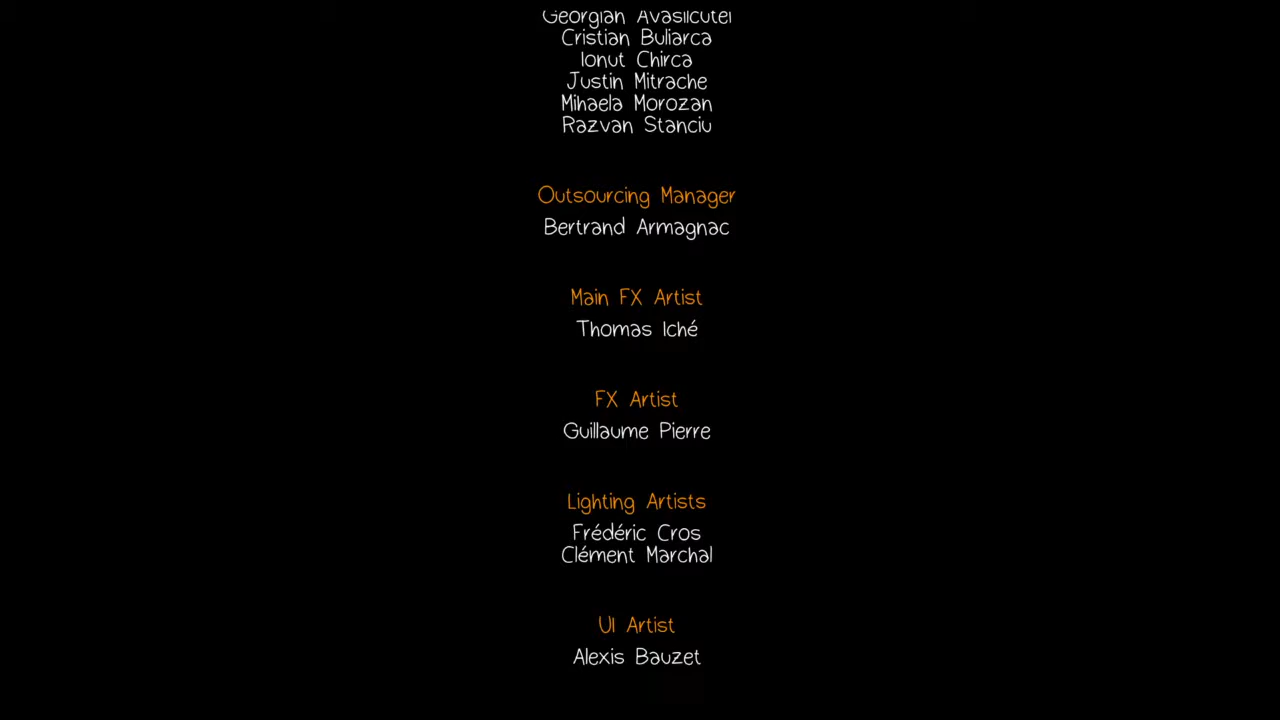 Georgian Avasilcutei
Cristian Buliarca
Ionut Chirca
Justin Mitrache
Mihaela Morozan
Razvan Stanciu
Outsourcing Manager
Bertrand Armagnac
Main FX Artist
Thomas Iché
FX Artist
Guillaume Pierre
Lighting Artists
Frédéric Cros
Clément Marchal
UI Artist
Alexis Bauzet